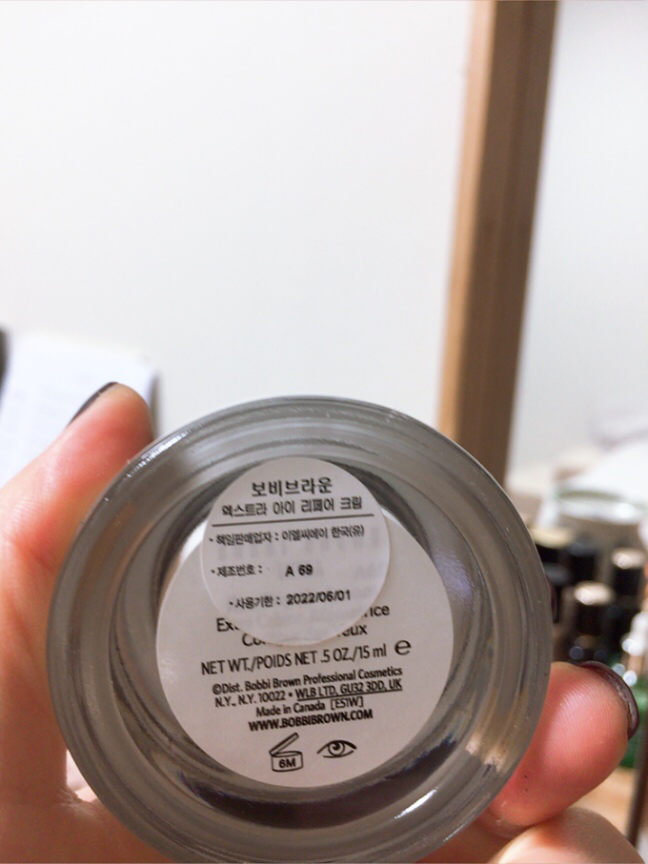 보비브라운
엑스트라 아이 리페어 크림
• 책임판매업자 : 이엘씨에이 한국(유)
• 제조번호 : A 69
• 사용기한 : 2022/06/01
NET WT./POIDS NET .5 OZ./15 ml e
©Dist. Bobbi Brown Professional Cosmetics
N.Y., N.Y. 10022 • WLB LTD, GU32 3DD, UK
Made in Canada [E51W]
WWW.BOBBIBROWN.COM
6M